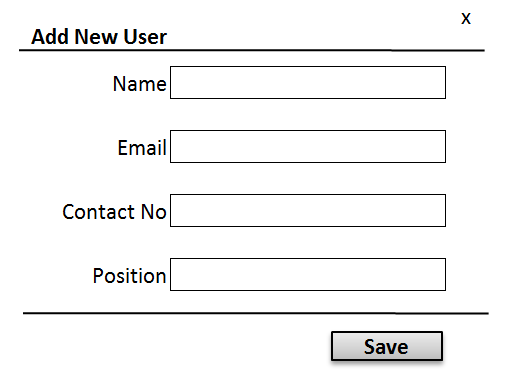 x
Add New User
Name
Email
Contact No
Position
Save